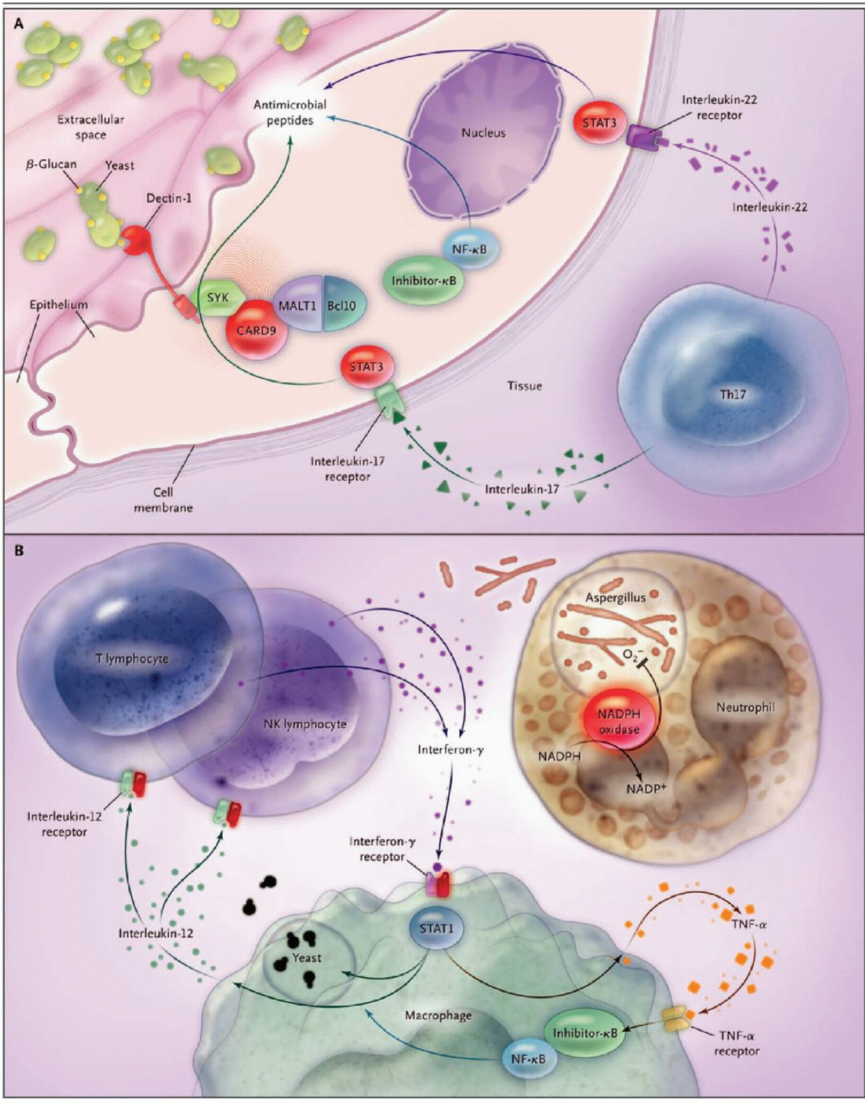 A
Extracellular
space
β-Glucan
Yeast
Dectin-1
Epithelium
Antimicrobial
peptides
Nucleus
STAT3
Interleukin-22
receptor
Interleukin-22
NF-κB
Inhibitor-κB
SYK
CARD9
MALT1
Bcl10
STAT3
Tissue
Th17
Interleukin-17
receptor
Interleukin-17
Cell
membrane
B
T lymphocyte
NK lymphocyte
Interleukin-12
receptor
Interleukin-12
Interferon-γ
Interferon-γ
receptor
Aspergillus
O₂⁻
NADPH
oxidase
Neutrophil
NADPH
NADP⁺
STAT1
Yeast
Macrophage
TNF-α
Inhibitor-κB
NF-κB
TNF-α
receptor